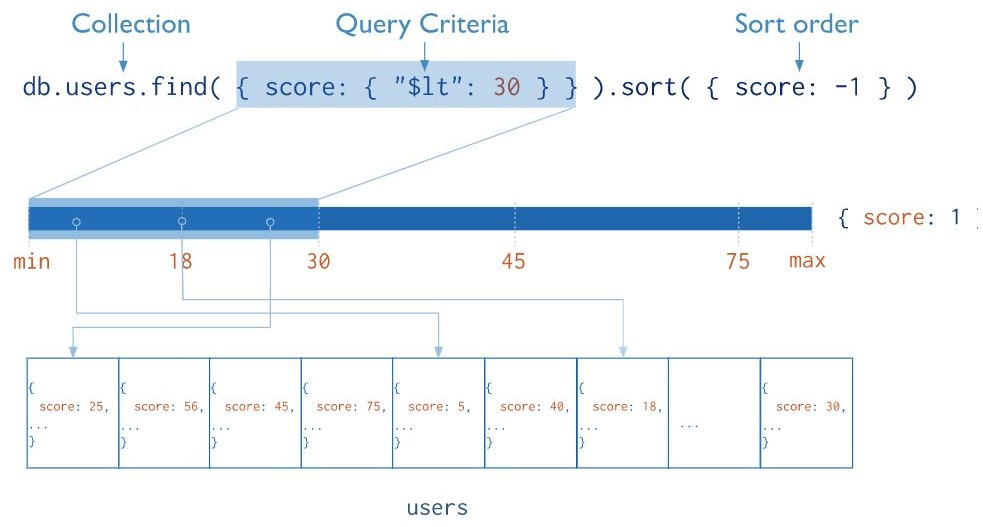 Collection Query Criteria Sort order
db.users.find( { score: { "$lt": 30 } } ).sort( { score: -1 } )
{ score: 1
min 18 30 45 75 max
{ { { { { { { {
score: 25, score: 56, score: 45, score: 75, score: 5, score: 40, score: 18, score: 30,
... ... ... ... ... ... ... ... ...
} } } } } } } }
users